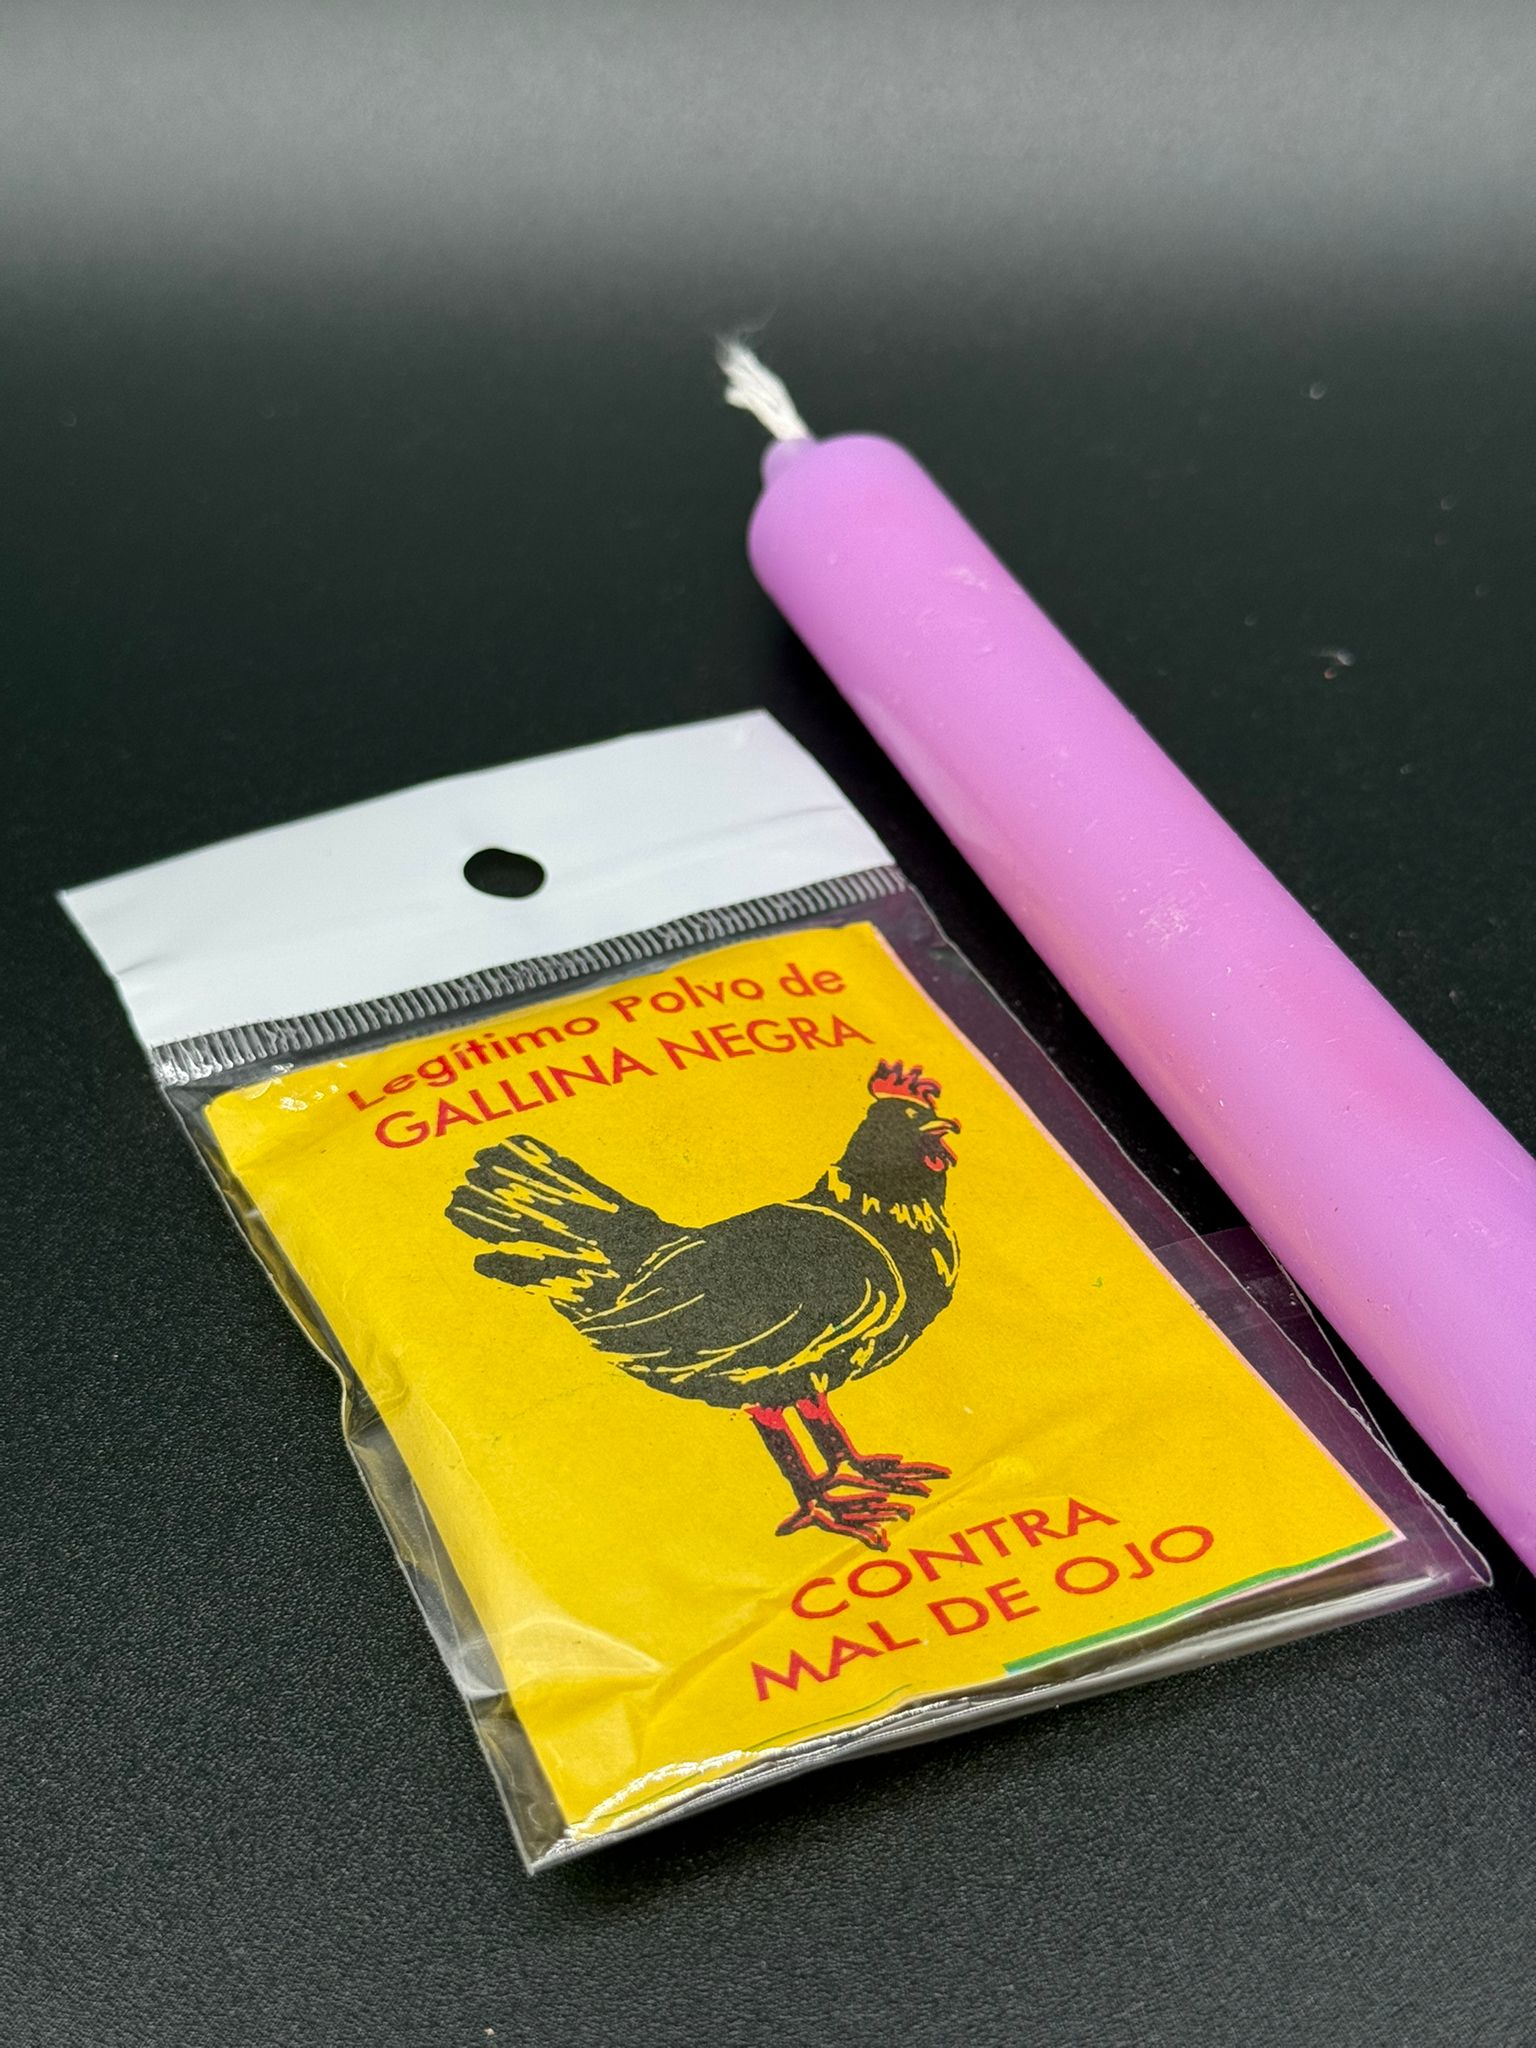 Legítimo Polvo de
GALLINA NEGRA
CONTRA
MAL DE OJO